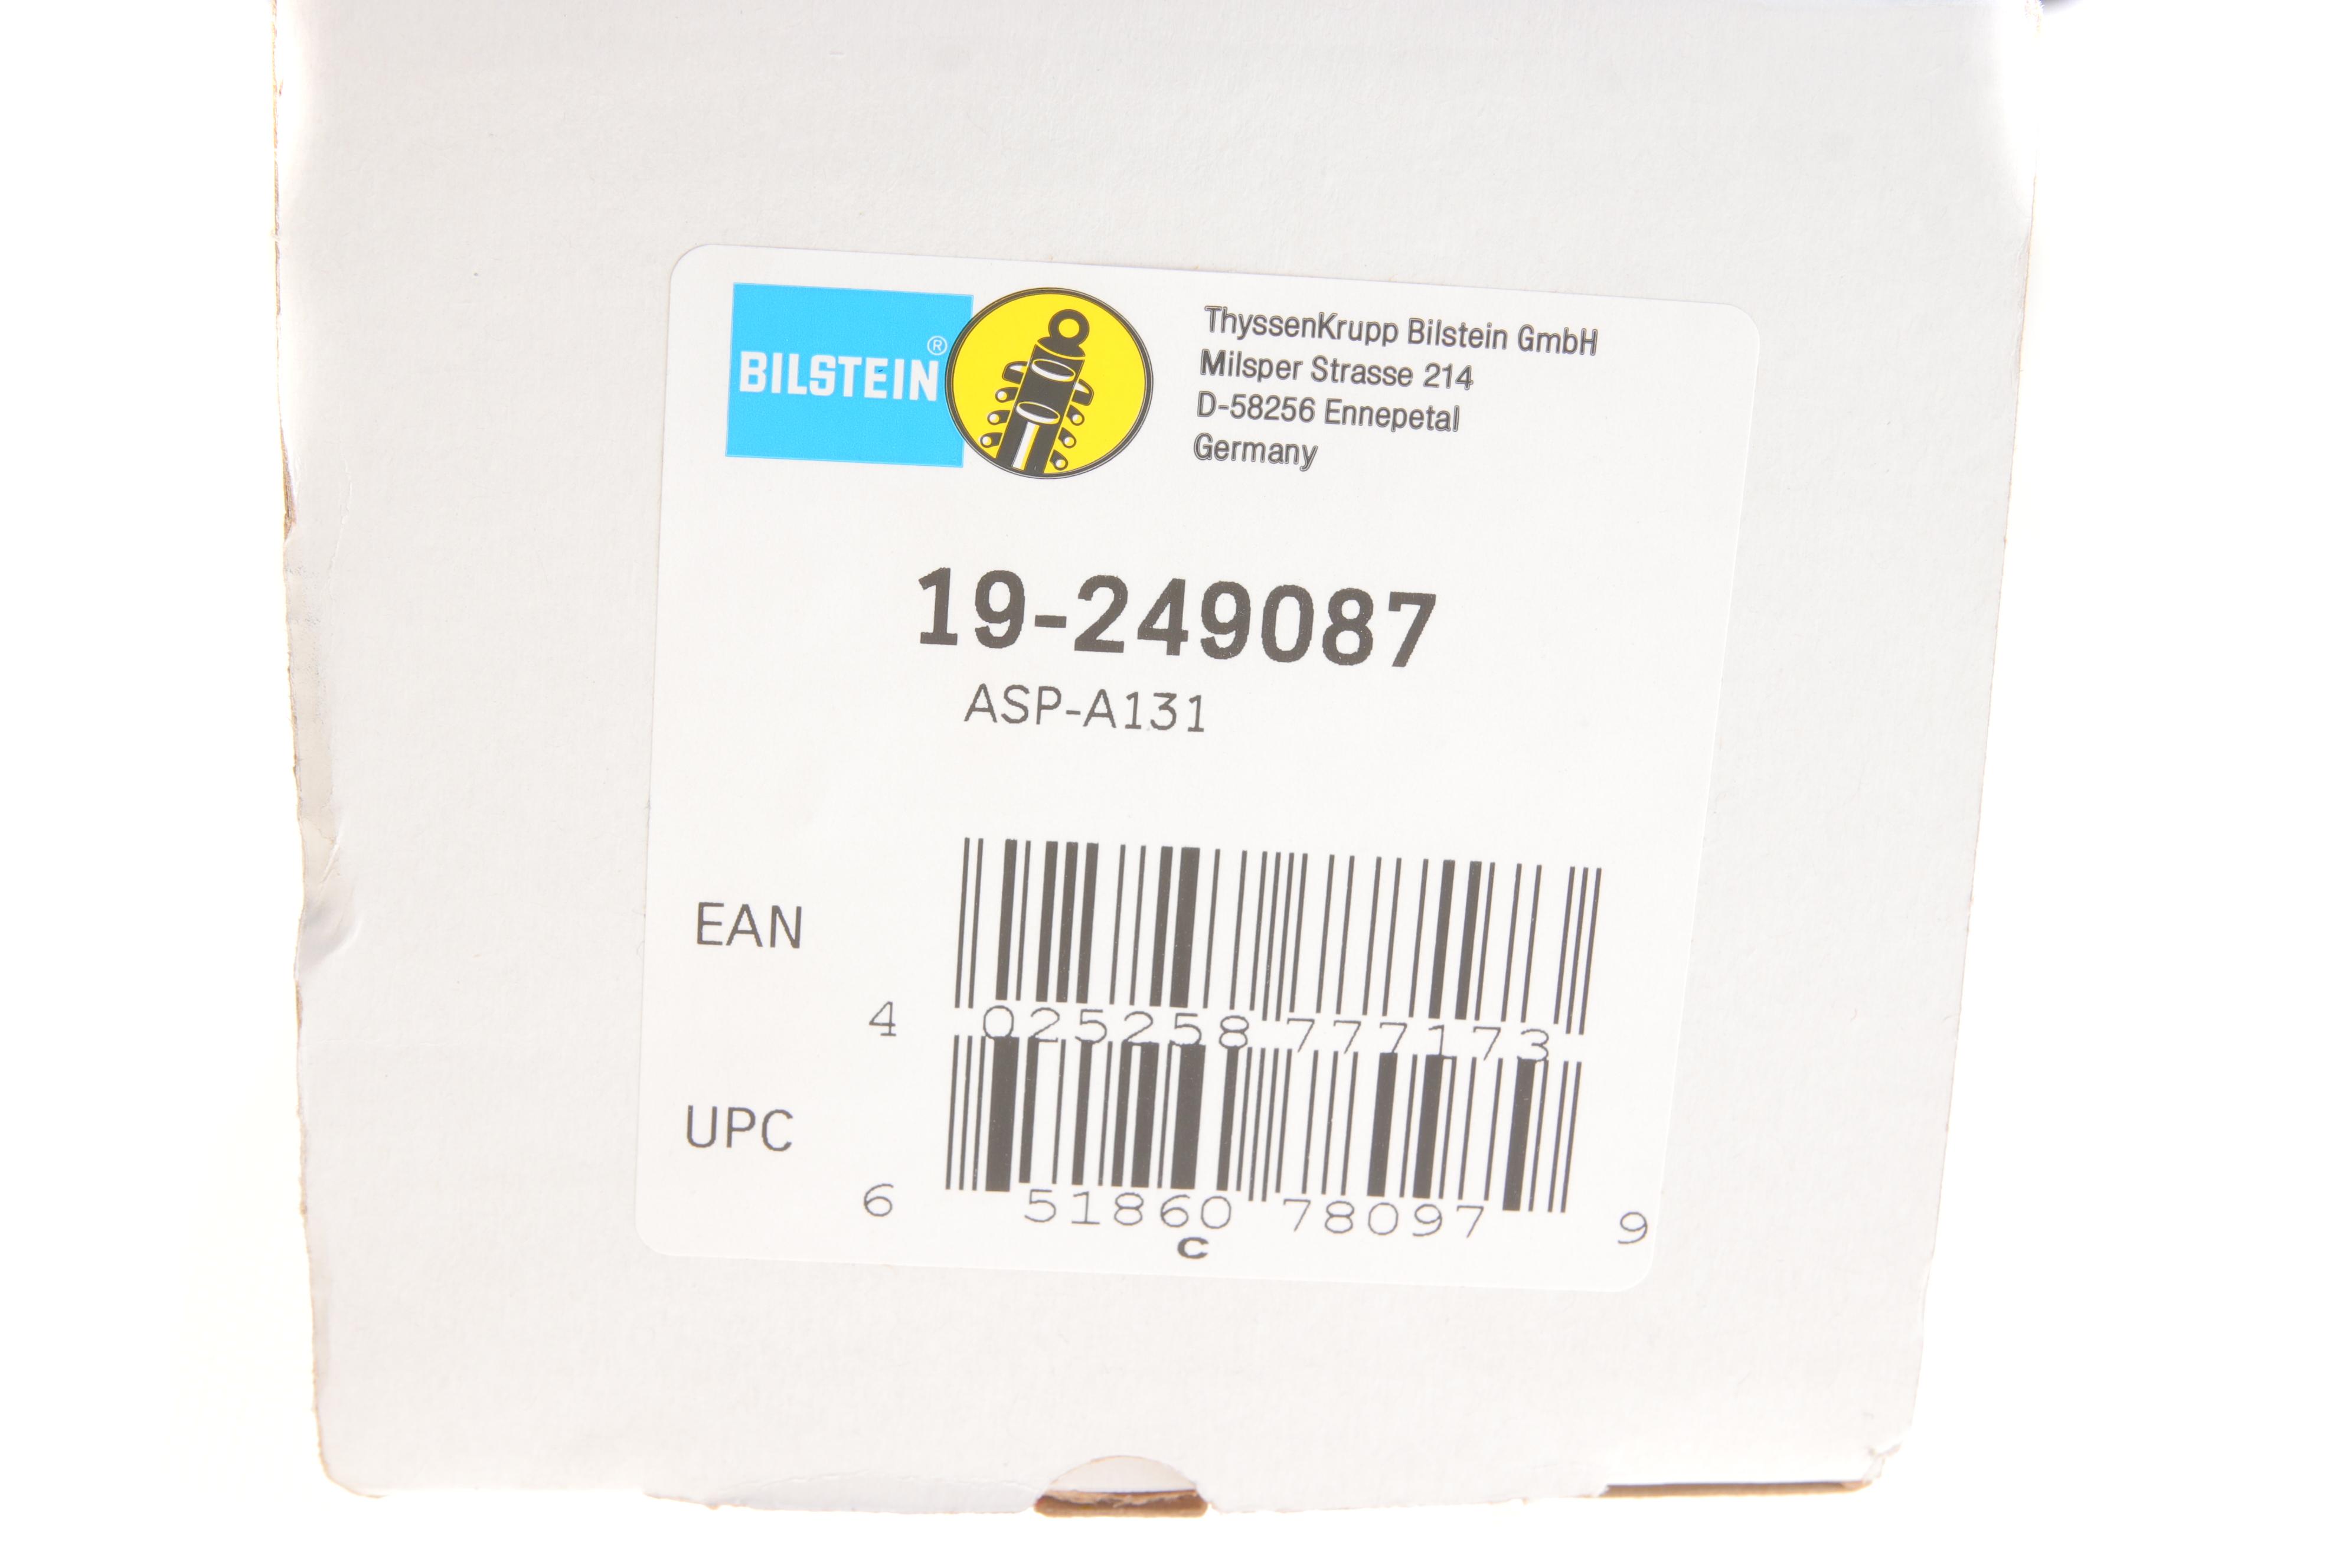 BILSTEIN®
ThyssenKrupp Bilstein GmbH
Milsper Strasse 214
D-58256 Ennepetal
Germany
19-249087
ASP-A131
EAN
4 025258 777173
UPC
6 51860 78097 9
C